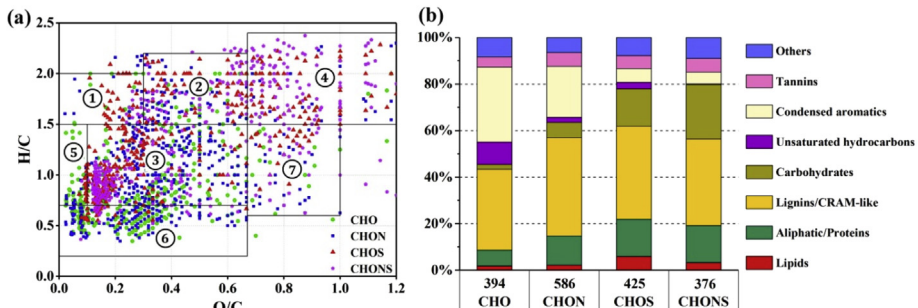 (a)
2.5
2.0
1.5
1.0
0.5
0.0
H/C
0.0 0.2 0.4 0.6 0.8 1.0 1.2
O/C
1
2
3
4
5
6
7
CHO
CHON
CHOS
CHONS
(b)
100%
80%
60%
40%
20%
0%
394 586 425 376
CHO CHON CHOS CHONS
Others
Tannins
Condensed aromatics
Unsaturated hydrocarbons
Carbohydrates
Lignins/CRAM-like
Aliphatic/Proteins
Lipids